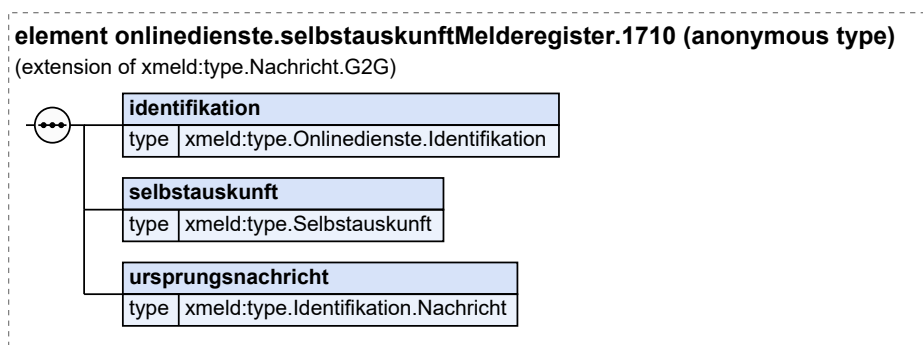 element onlinedienste.selbstauskunftMelderegister.1710 (anonymous type)
(extension of xmeld:type.Nachricht.G2G)
identifikation
type xmeld:type.Onlinedienste.Identifikation
selbstauskunft
type xmeld:type.Selbstauskunft
ursprungsnachricht
type xmeld:type.Identifikation.Nachricht